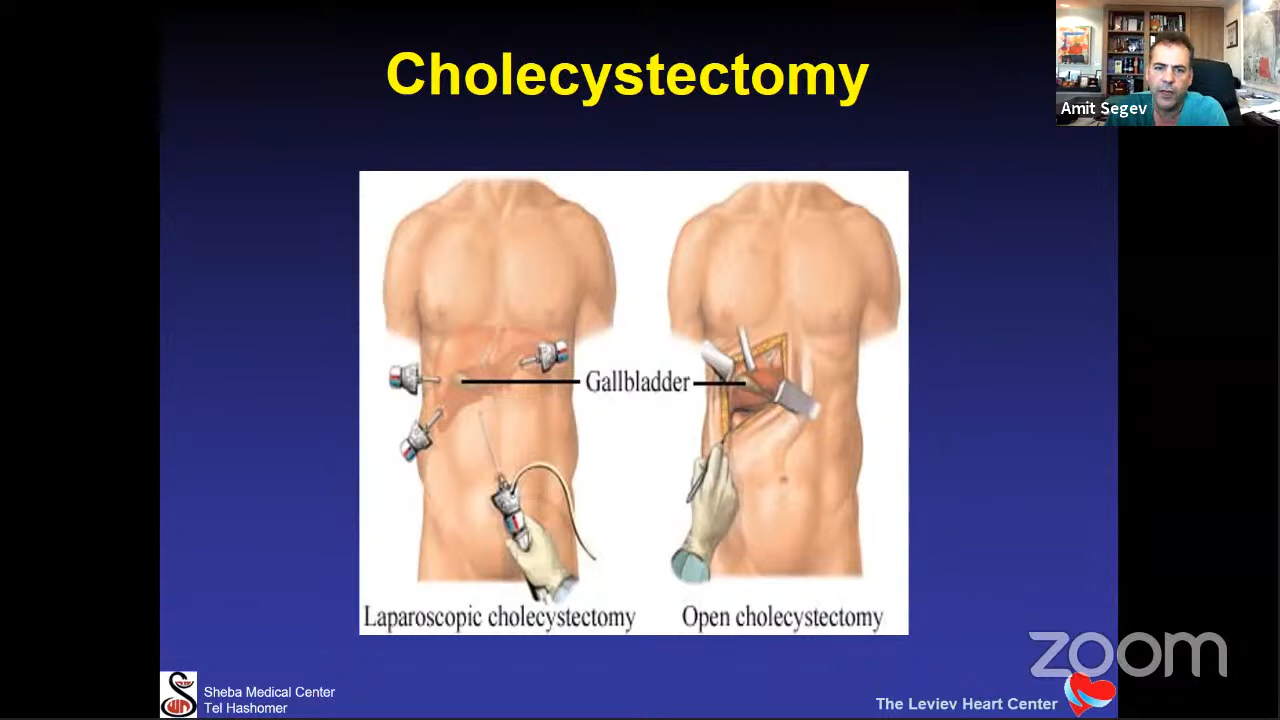 Cholecystectomy
Amit Segev
Gallbladder
Laparoscopic cholecystectomy
Open cholecystectomy
zoom
Sheba Medical Center
Tel Hashomer
The Leviev Heart Center